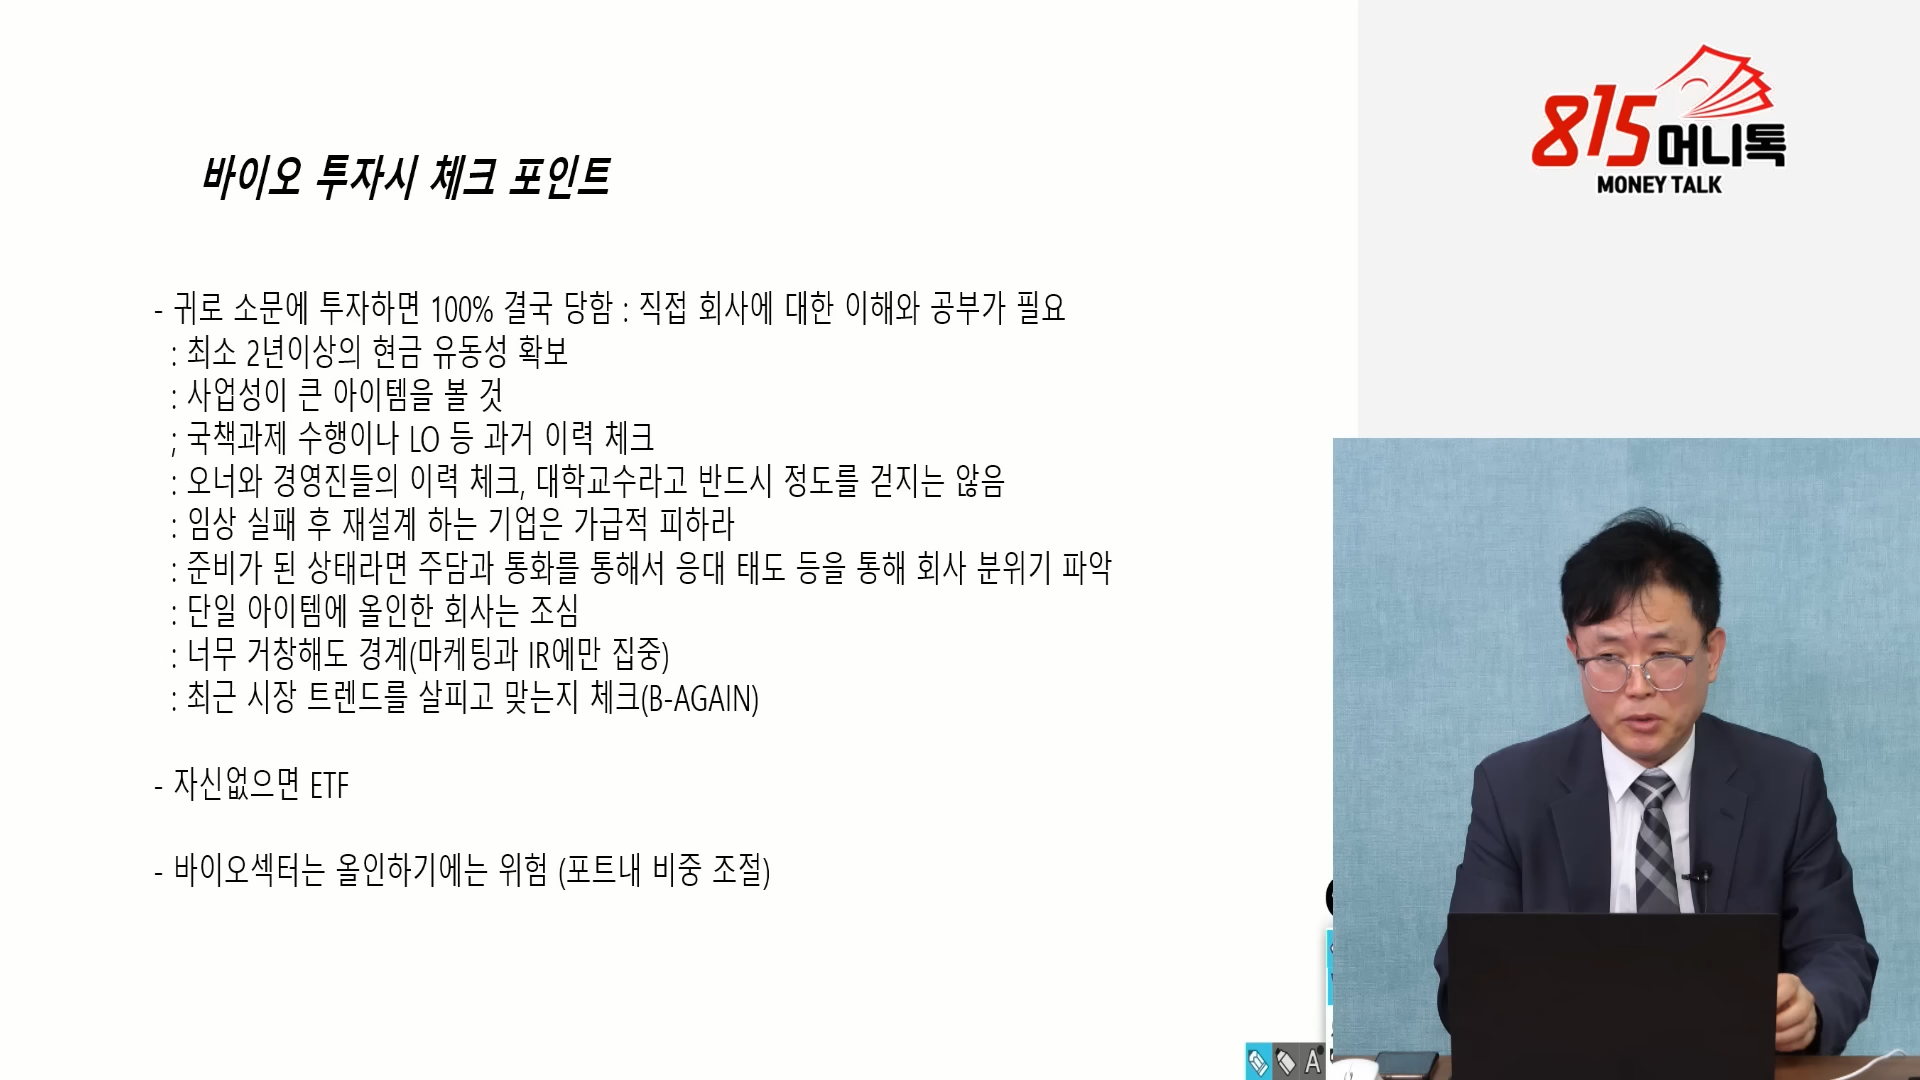 바이오 투자시 체크 포인트
- 귀로 소문에 투자하면 100% 결국 당함 : 직접 회사에 대한 이해와 공부가 필요
: 최소 2년이상의 현금 유동성 확보
: 사업성이 큰 아이템을 볼 것
; 국책과제 수행이나 LO 등 과거 이력 체크
: 오너와 경영진들의 이력 체크, 대학교수라고 반드시 정도를 걷지는 않음
: 임상 실패 후 재설계 하는 기업은 가급적 피하라
: 준비가 된 상태라면 주담과 통화를 통해서 응대 태도 등을 통해 회사 분위기 파악
: 단일 아이템에 올인한 회사는 조심
: 너무 거창해도 경계(마케팅과 IR에만 집중)
: 최근 시장 트렌드를 살피고 맞는지 체크(B-AGAIN)
- 자신없으면 ETF
- 바이오섹터는 올인하기에는 위험 (포트내 비중 조절)
815머니톡
MONEY TALK
A